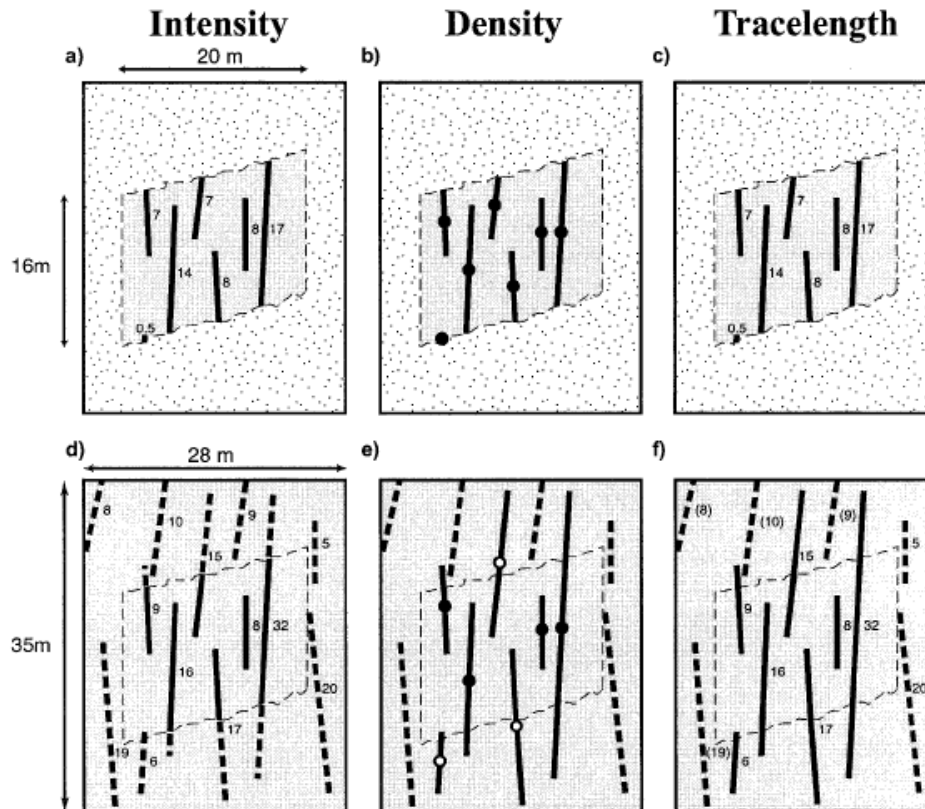 Intensity Density Tracelength
a) 20 m b) c)
7 7 8 17 14 8 0.5
7 7 8 17 14 8 0.5
16m
d) 28 m e) f)
8 10 9 5 15 9 8 32 16 20 17 19 6
(8) (10) (9) 5 15 9 8 32 16 20 17 (19) 6
35m